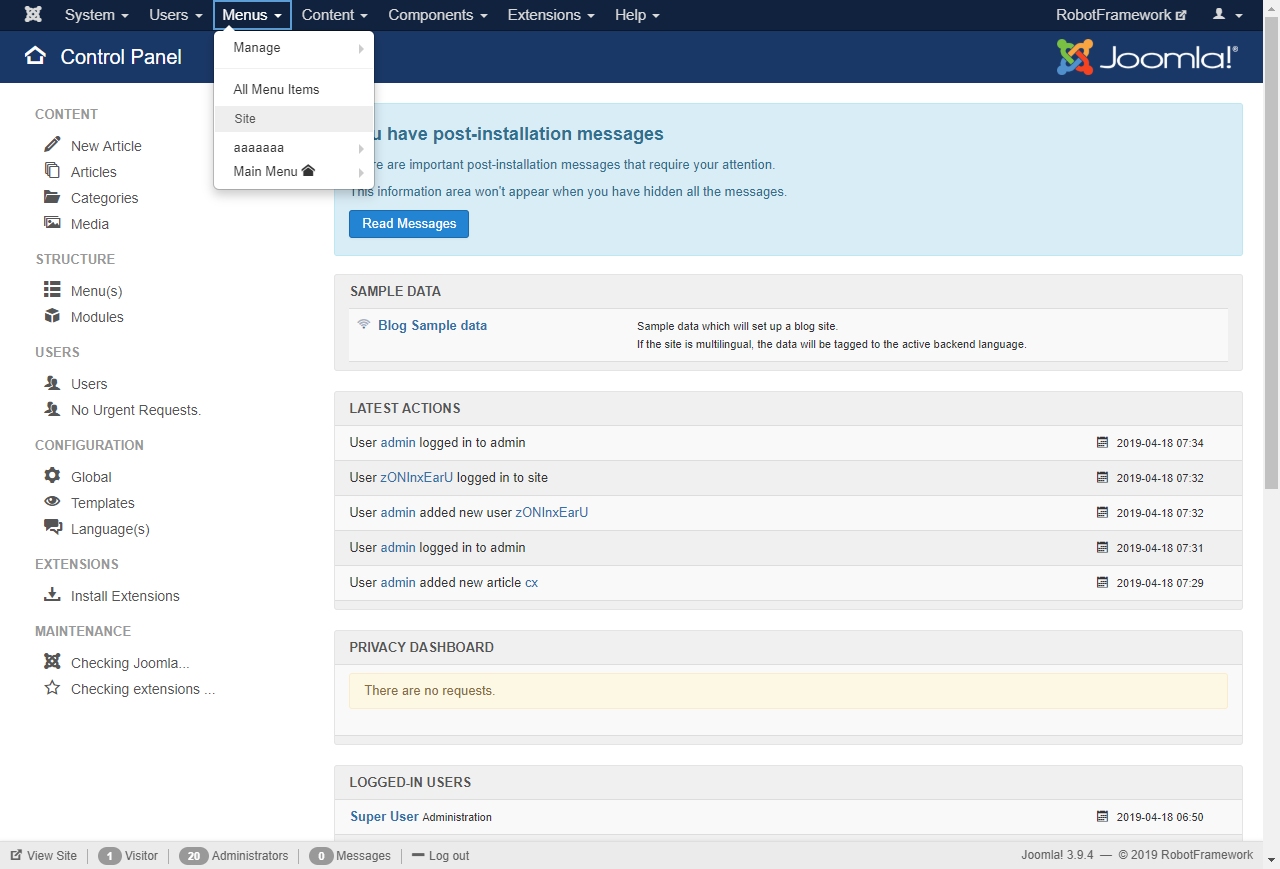 System Users Menus Content Components Extensions Help RobotFramework
Control Panel Joomla!®
Manage
All Menu Items
Site
aaaaaaa
Main Menu
CONTENT
New Article
Articles
Categories
Media
STRUCTURE
Menu(s)
Modules
USERS
Users
No Urgent Requests.
CONFIGURATION
Global
Templates
Language(s)
EXTENSIONS
Install Extensions
MAINTENANCE
Checking Joomla...
Checking extensions ...
have post-installation messages
are important post-installation messages that require your attention.
This information area won't appear when you have hidden all the messages.
Read Messages
SAMPLE DATA
Blog Sample data
Sample data which will set up a blog site.
If the site is multilingual, the data will be tagged to the active backend language.
LATEST ACTIONS
User admin logged in to admin 2019-04-18 07:34
User zONInxEarU logged in to site 2019-04-18 07:32
User admin added new user zONInxEarU 2019-04-18 07:32
User admin logged in to admin 2019-04-18 07:31
User admin added new article cx 2019-04-18 07:29
PRIVACY DASHBOARD
There are no requests.
LOGGED-IN USERS
Super User Administration 2019-04-18 06:50
View Site 1 Visitor 20 Administrators 0 Messages Log out Joomla! 3.9.4 — © 2019 RobotFramework